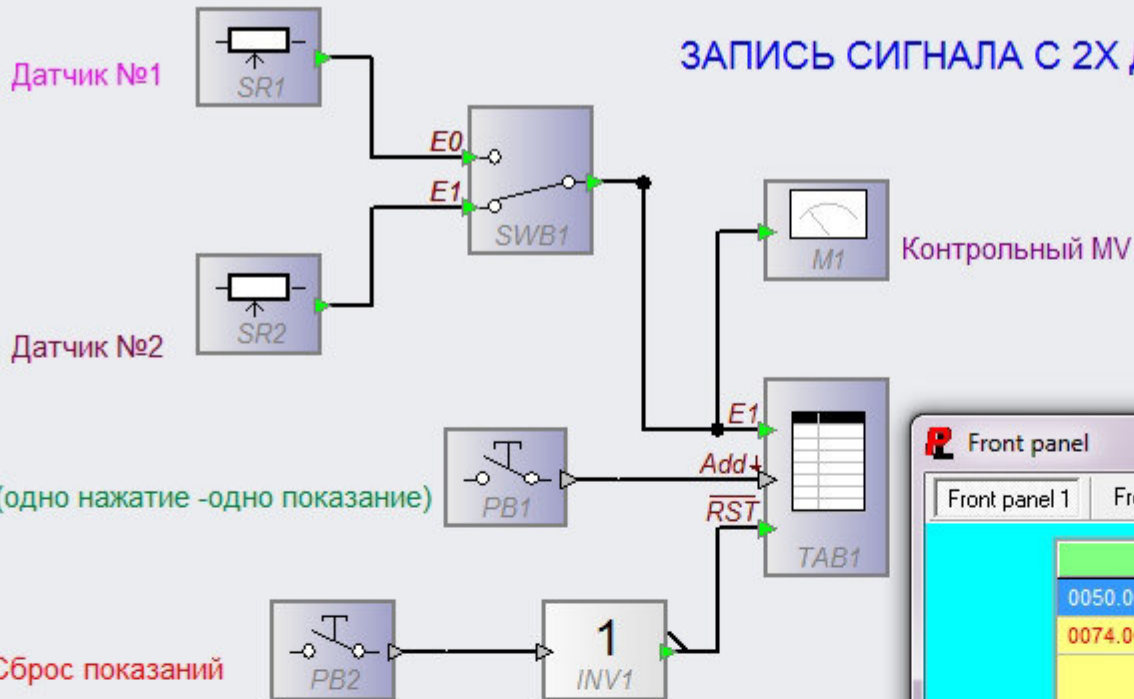 ЗАПИСЬ СИГНАЛА С 2Х
Датчик №1
SR1
E0
E1
SWB1
M1
Контрольный MV
SR2
Датчик №2
E1
Add↓
RST
TAB1
(одно нажатие -одно показание)
PB1
Front panel
Front panel 1
0050.0
0074.0
Сброс показаний
PB2
1
INV1